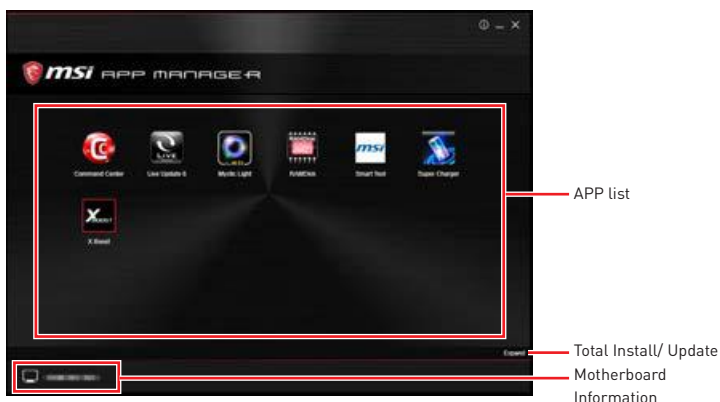 msi APP MANAGER
Command Center
Live Update 6
Mystic Light
RAMDisk
Smart Tool
Super Charger
X Boost
APP list
Expand
Total Install/ Update
Motherboard
Information